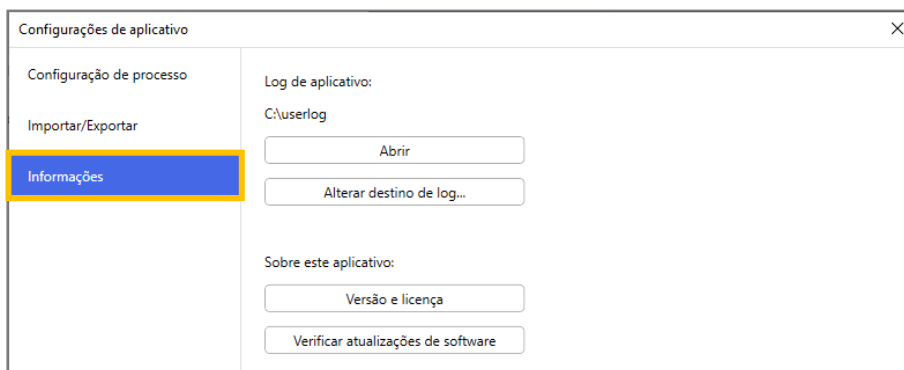 Configurações de aplicativo
Configuração de processo
Importar/Exportar
Informações
Log de aplicativo:
C:\userlog
Abrir
Alterar destino de log...
Sobre este aplicativo:
Versão e licença
Verificar atualizações de software